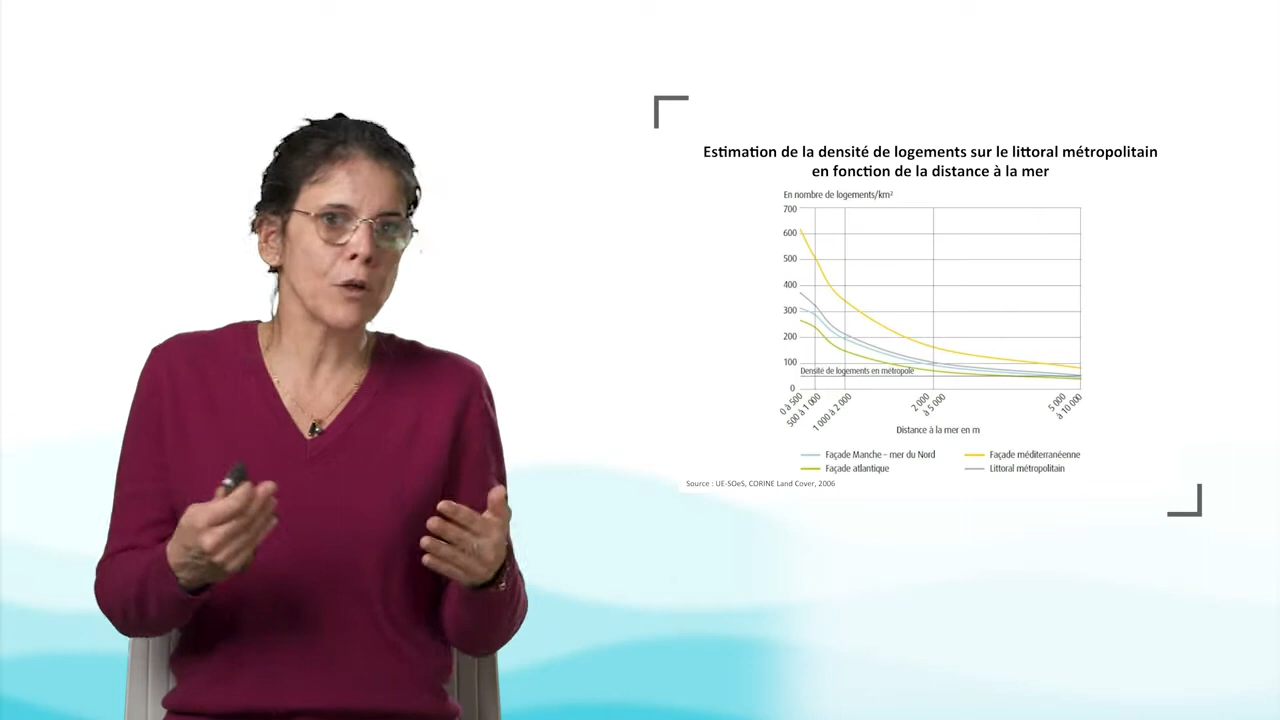 Estimation de la densité de logements sur le littoral métropolitain
en fonction de la distance à la mer
En nombre de logements/km²
700
600
500
400
300
200
100
Densité de logements en métropole
0
0 à 500
500 à 1 000
1 000 à 2 000
2 000
à 5 000
5 000
à 10 000
Distance à la mer en m
Façade Manche – mer du Nord
Façade méditerranéenne
Façade atlantique
Littoral métropolitain
Source : UE-SOeS, CORINE Land Cover, 2006